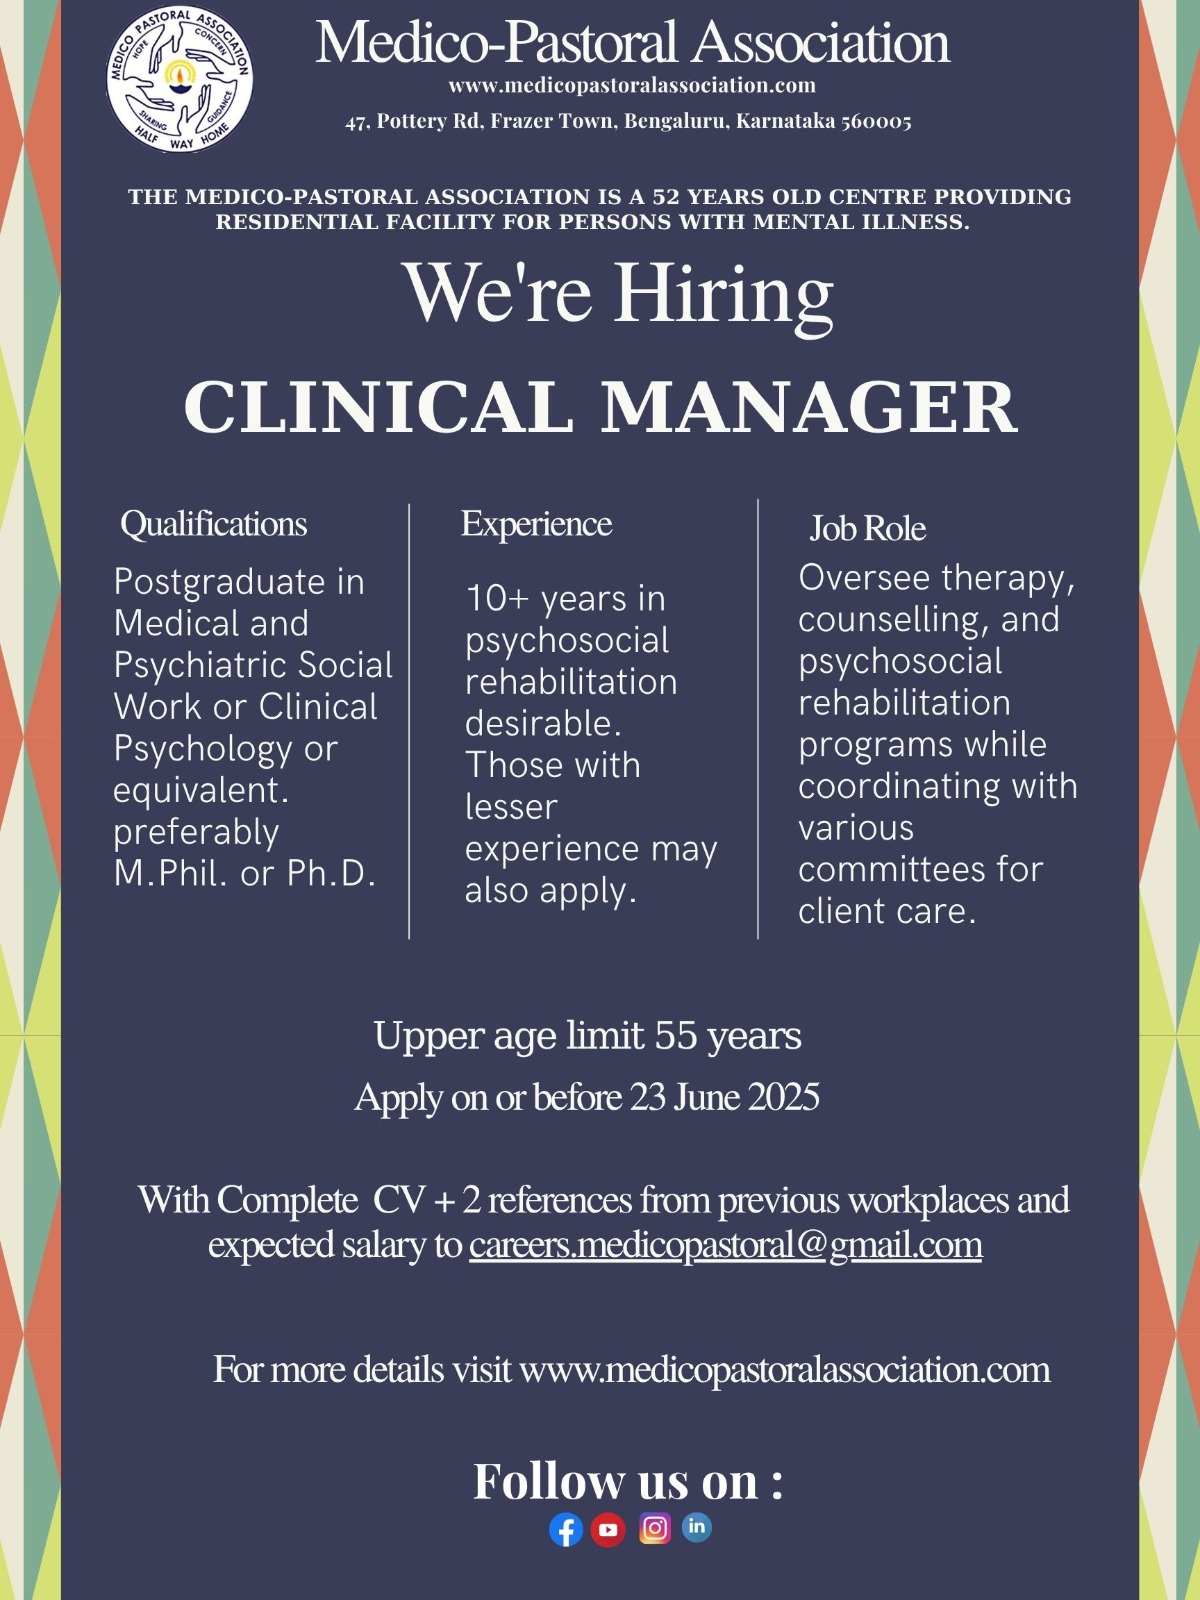 MEDICO PASTORAL ASSOCIATION
HOPE
CONCERN
SHARING
GUIDANCE
HALF WAY HOME
Medico-Pastoral Association
www.medicopastoralassociation.com
47, Pottery Rd, Frazer Town, Bengaluru, Karnataka 560005
THE MEDICO-PASTORAL ASSOCIATION IS A 52 YEARS OLD CENTRE PROVIDING
RESIDENTIAL FACILITY FOR PERSONS WITH MENTAL ILLNESS.
We're Hiring
CLINICAL MANAGER
Qualifications
Postgraduate in
Medical and
Psychiatric Social
Work or Clinical
Psychology or
equivalent.
preferably
M.Phil. or Ph.D.
Experience
10+ years in
psychosocial
rehabilitation
desirable.
Those with
lesser
experience may
also apply.
Job Role
Oversee therapy,
counselling, and
psychosocial
rehabilitation
programs while
coordinating with
various
committees for
client care.
Upper age limit 55 years
Apply on or before 23 June 2025
With Complete CV + 2 references from previous workplaces and
expected salary to careers.medicopastoral@gmail.com
For more details visit www.medicopastoralassociation.com
Follow us on :